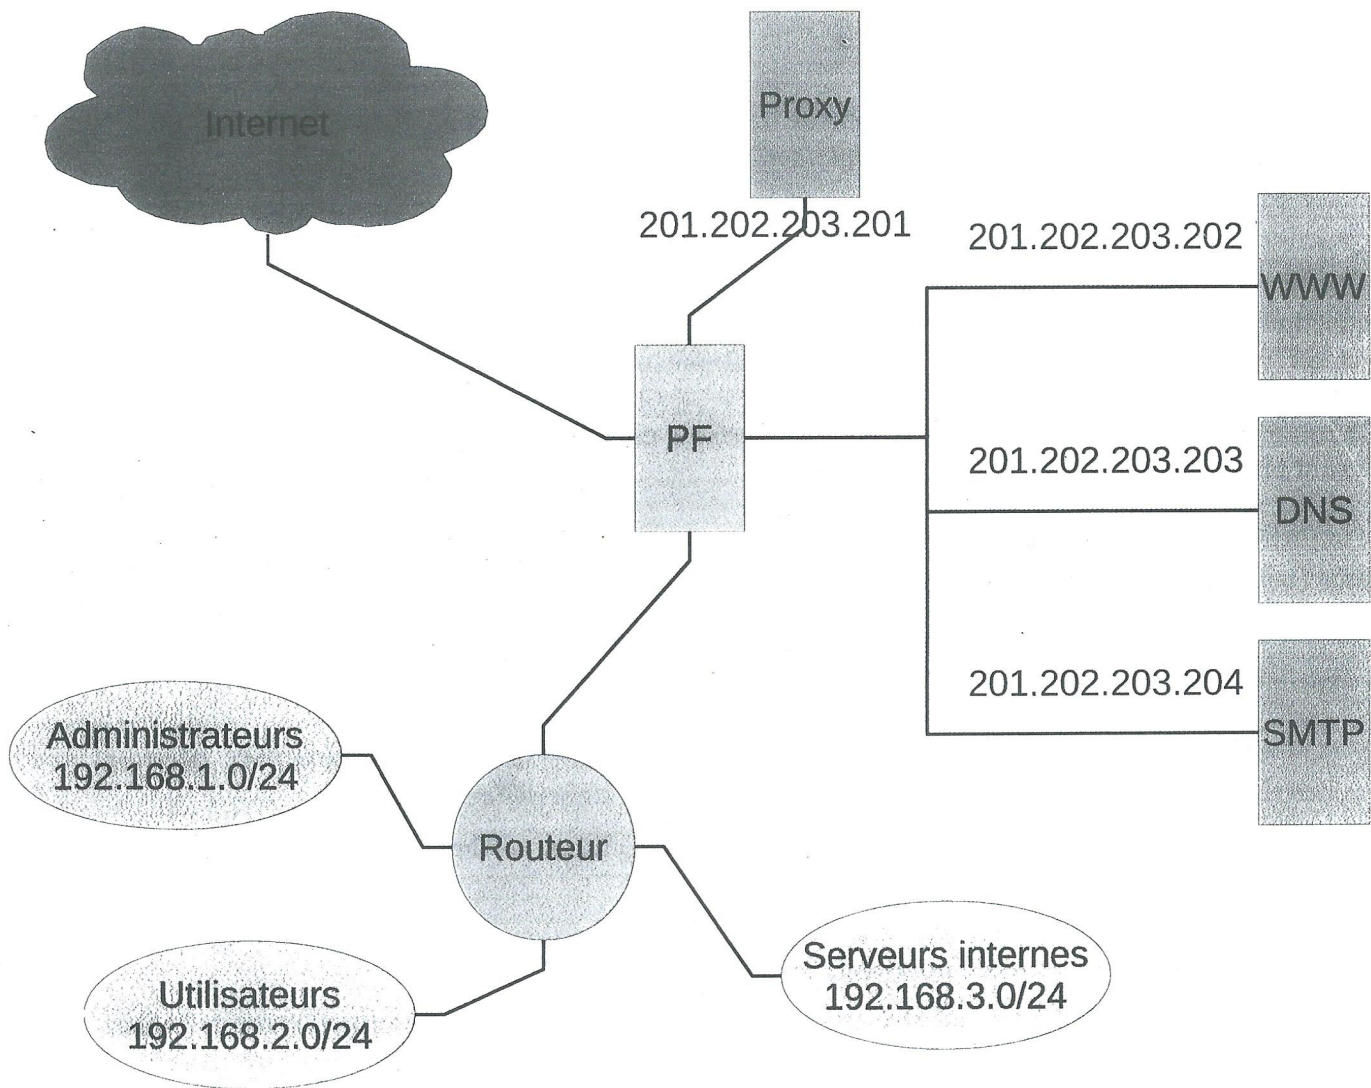 Internet
Proxy
201.202.203.201
201.202.203.202
WWW
PF
201.202.203.203
DNS
201.202.203.204
SMTP
Administrateurs
192.168.1.0/24
Routeur
Utilisateurs
192.168.2.0/24
Serveurs internes
192.168.3.0/24